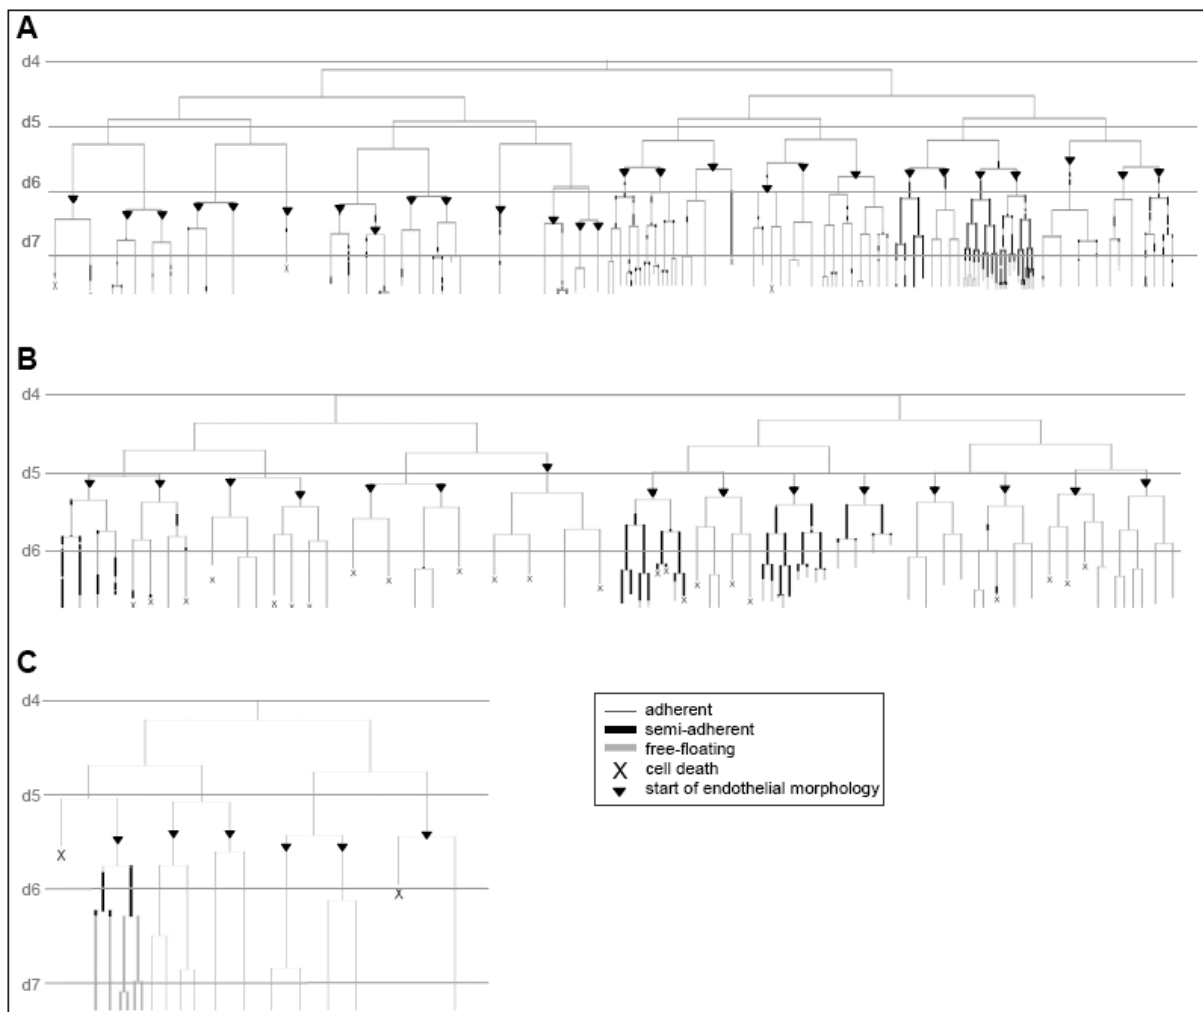 A
d4
d5
d6
d7
B
d4
d5
d6
C
d4
d5
d6
d7
adherent
semi-adherent
free-floating
X cell death
start of endothelial morphology